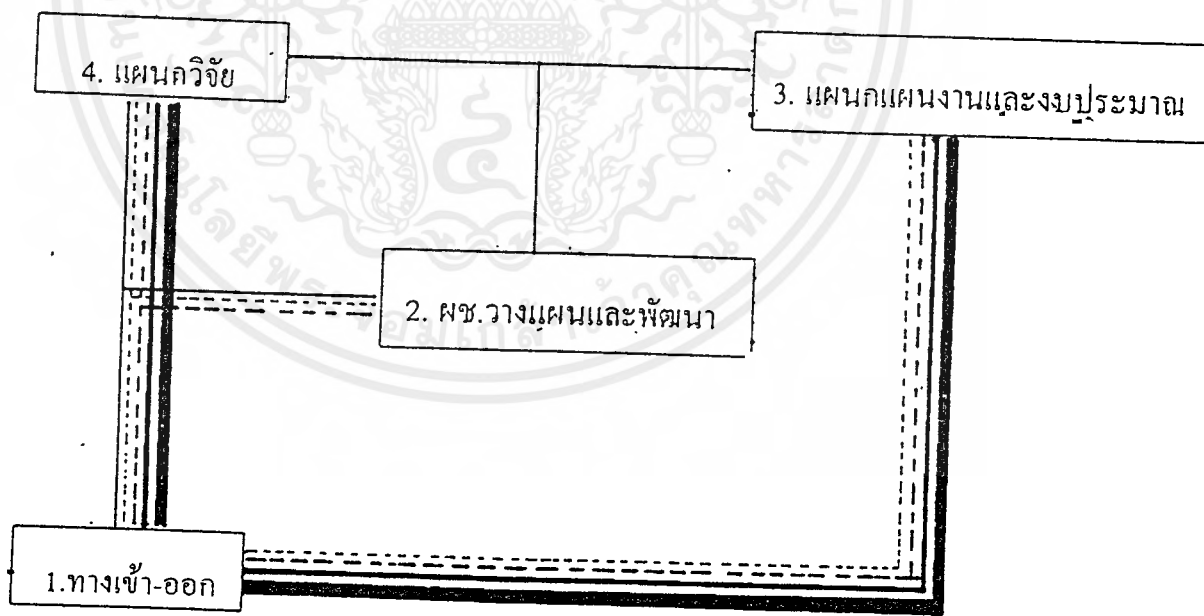 4. แผนกวิจัย
3. แผนกแผนงานและงบประมาณ
2. ผช.วางแผนและพัฒนา
1.ทางเข้า-ออก